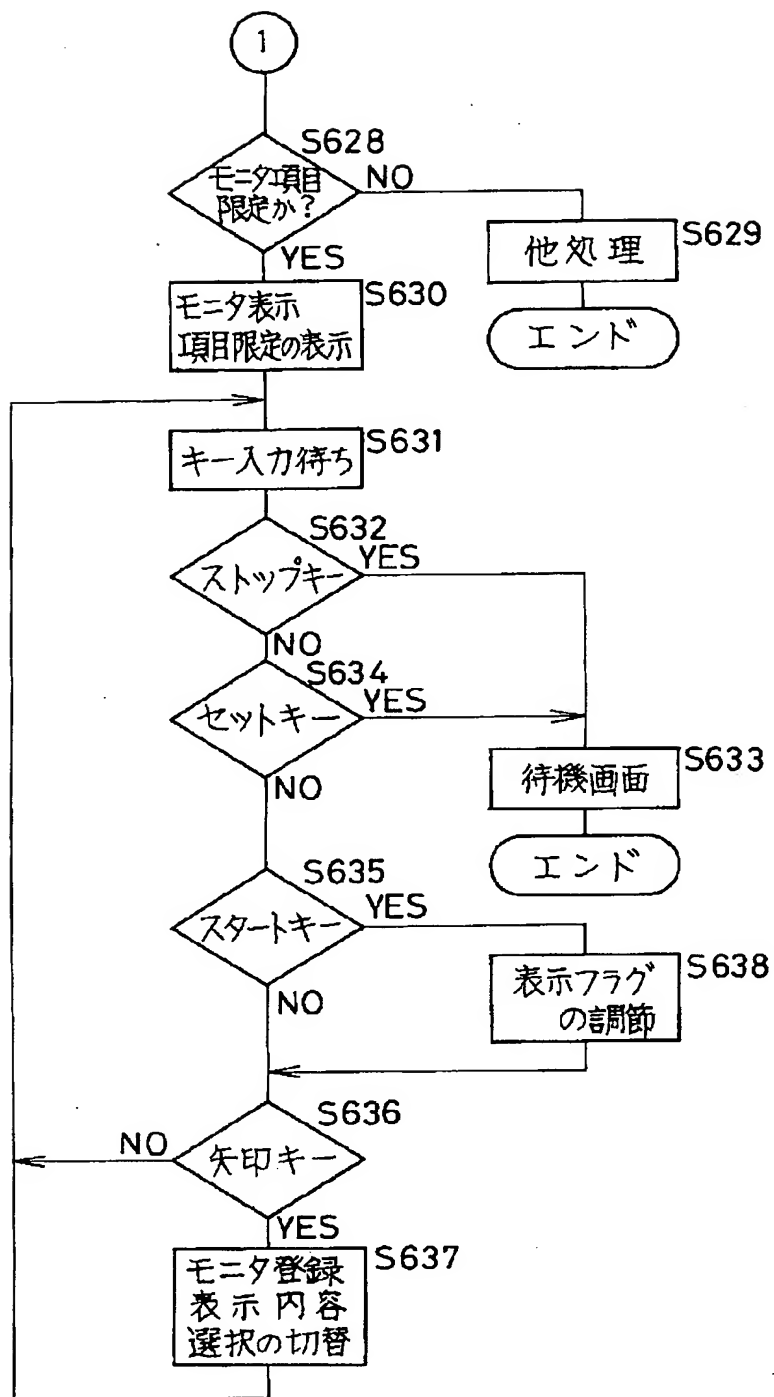 1
S628
モニタ項目
限定か?
NO
YES
他処理
S629
エンド
S630
モニタ表示
項目限定の表示
キー入力待ち
S631
S632
ストップキー
YES
NO
S634
セットキー
YES
NO
待機画面
S633
エンド
S635
スタートキー
YES
NO
表示フラグ
の調節
S638
S636
矢印キー
NO
YES
S637
モニタ登録
表示内容
選択の切替